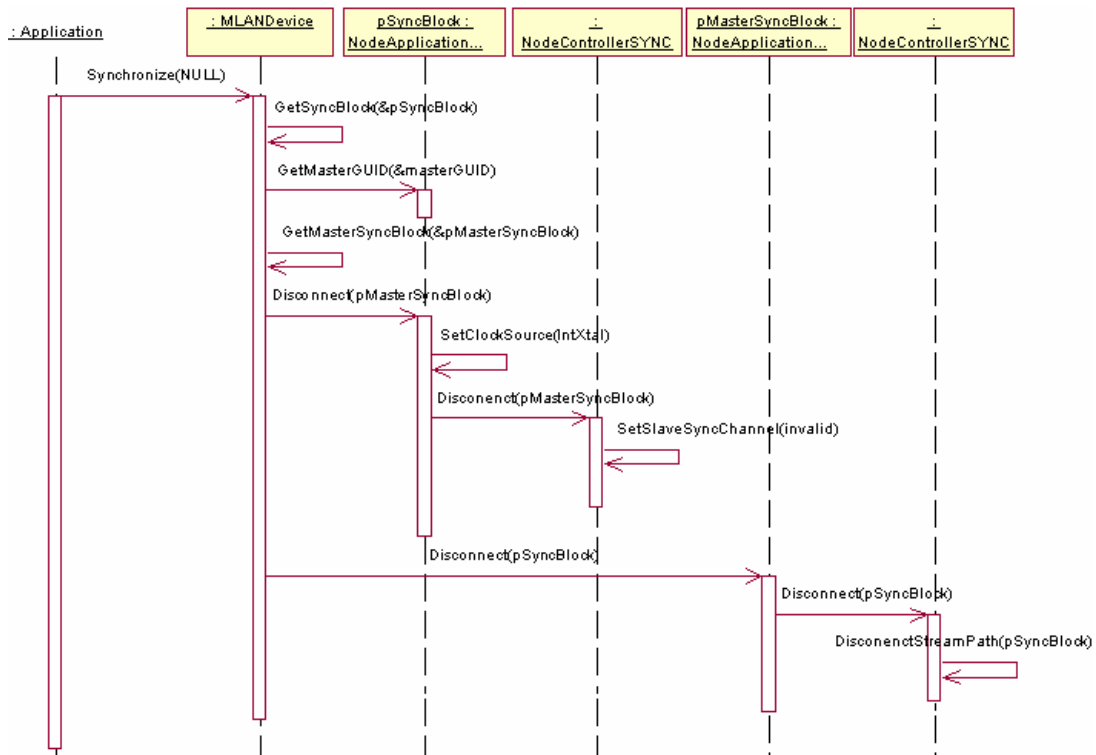 : Application
: MLANDevice
pSyncBlock :
NodeApplication...
:
NodeControllerSYNC
pMasterSyncBlock :
NodeApplication...
:
NodeControllerSYNC
Synchronize(NULL)
GetSyncBlock(&pSyncBlock)
GetMasterGUID(&masterGUID)
GetMasterSyncBlock(&pMasterSyncBlock)
Disconnect(pMasterSyncBlock)
SetClockSource(IntXtal)
Disconenct(pMasterSyncBlock)
SetSlaveSyncChannel(invalid)
Disconnect(pSyncBlock)
Disconnect(pSyncBlock)
DisconenctStreamPath(pSyncBlock)